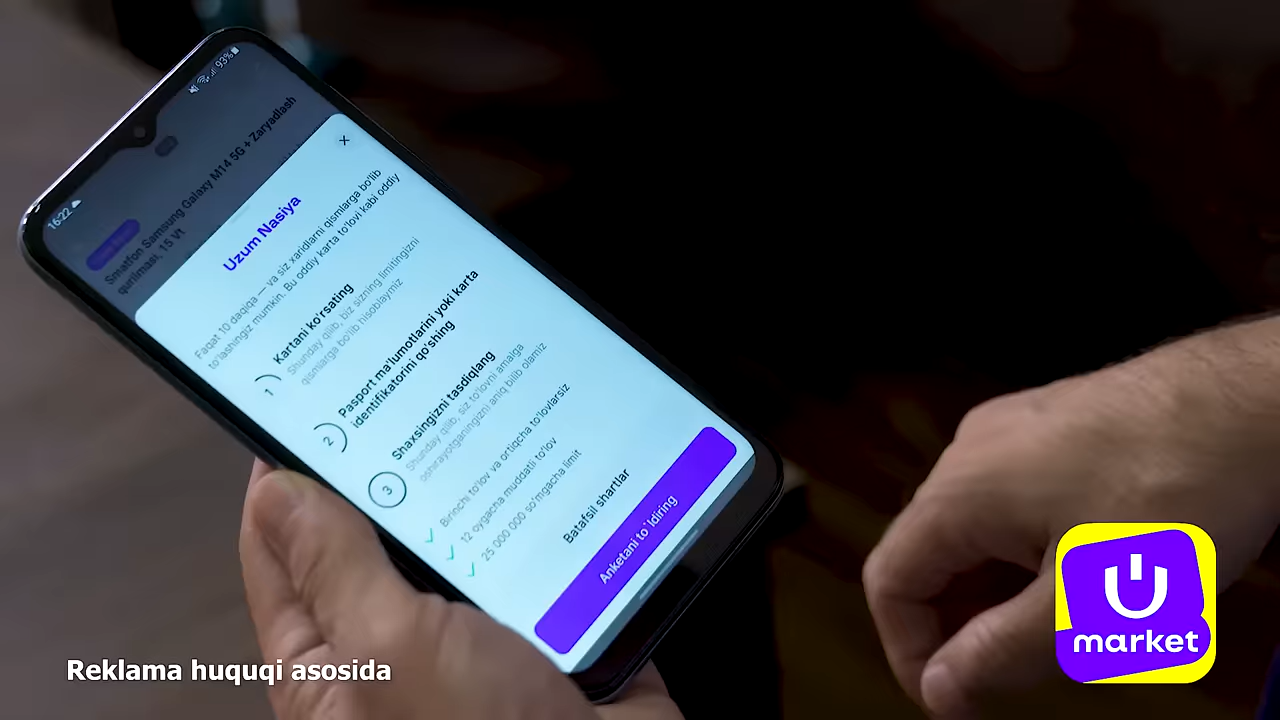 16:22
93%
Smartfon Samsung Galaxy M14 5G + Zaryadlash
qurilmasi, 15 Vt
Uzum Nasiya
Faqat 10 daqiqa — va siz xaridlarni qismlarga bo'lib
to'lashingiz mumkin. Bu oddiy karta to'lovi kabi oddiy
1
Kartani ko'rsating
Shunday qilib, biz sizning limitingizni
qismlarga bo'lib hisoblaymiz
2
Pasport ma'lumotlarini yoki karta
identifikatorini qo'shing
3
Shaxsingizni tasdiqlang
Shunday qilib, siz to'lovni amalga
oshirayotganingizni aniq bilib olamiz
Birinchi to'lov va ortiqcha to'lovlarsiz
12 oygacha muddatli to'lov
25 000 000 so'mgacha limit
Batafsil shartlar
Anketani to`ldiring
Reklama huquqi asosida
market